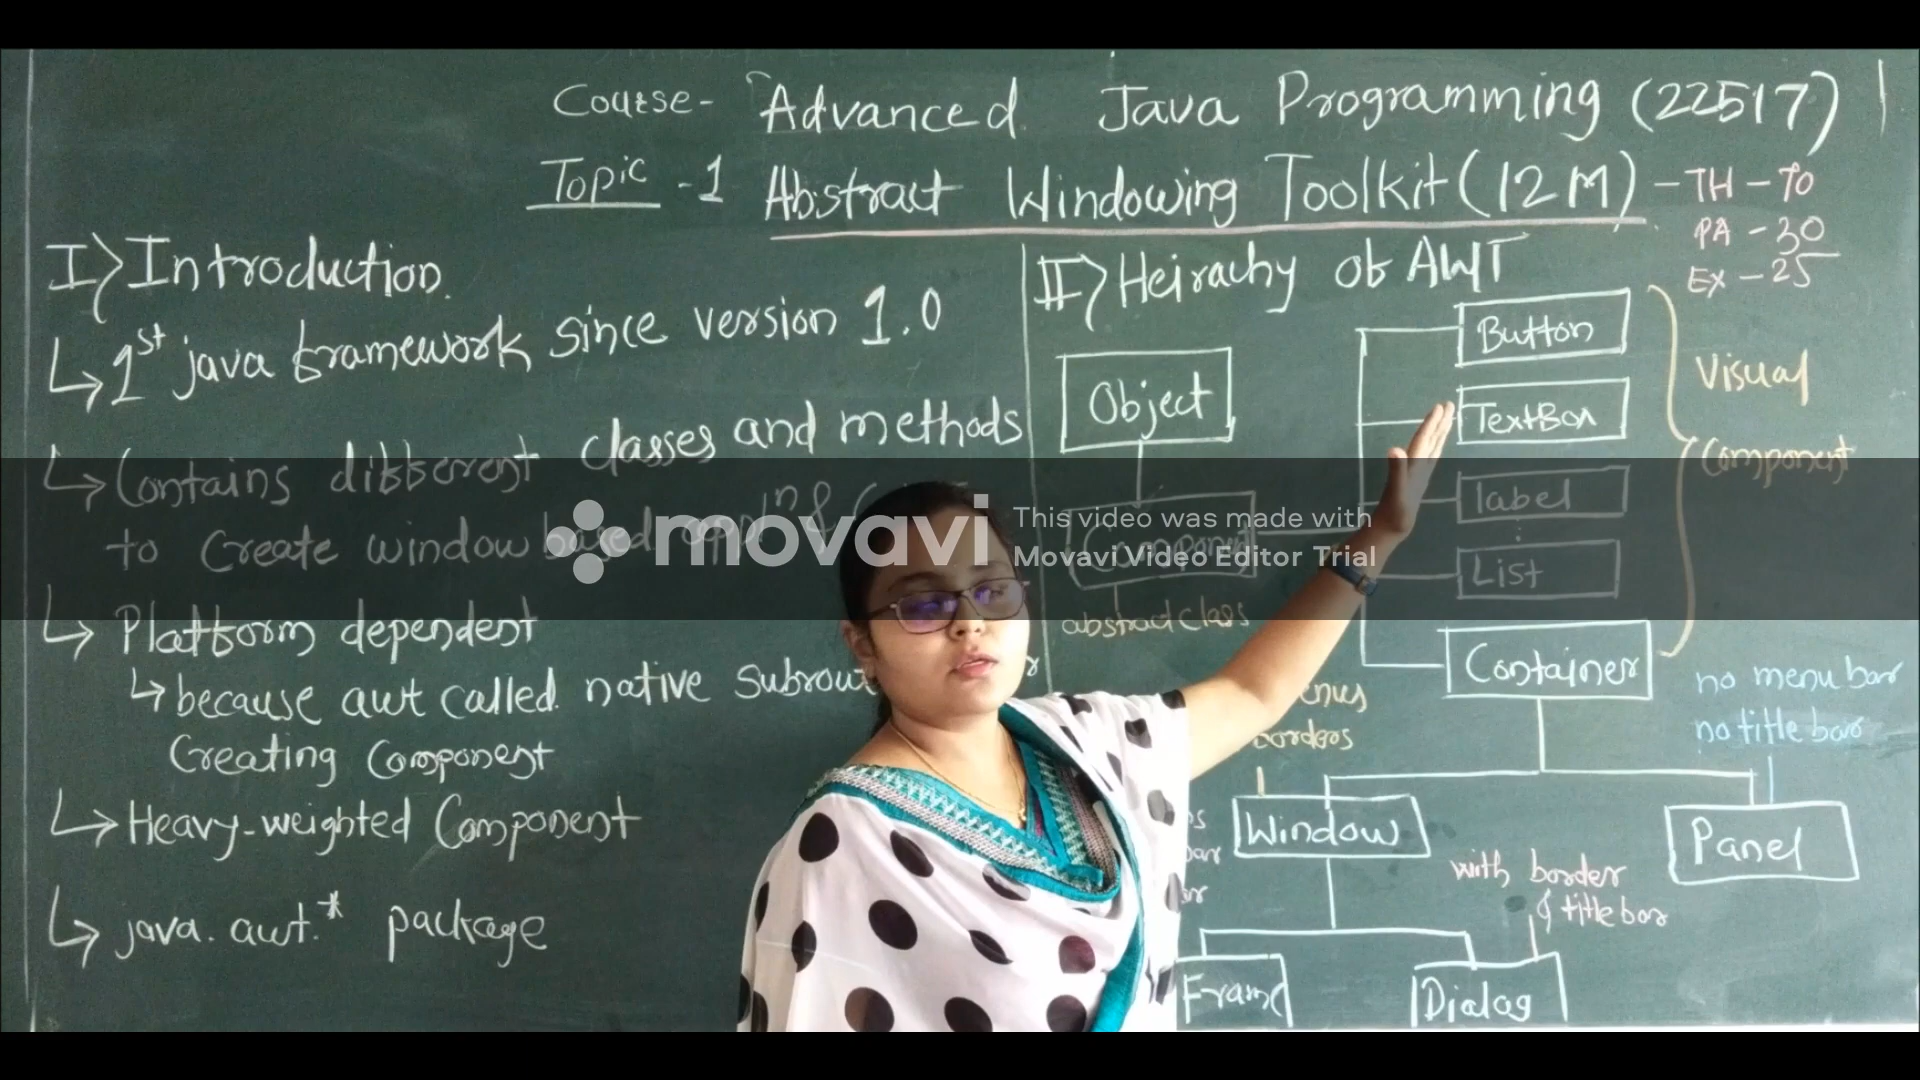 Course - Advanced Java Programming (22517)
Topic - 1 Abstract Windowing Toolkit (12M) - TH - 70
PA - 30
EX - 25
I) Introduction
↳ 1st java framework since version 1.0
↳ Contains different classes and methods
to Create window based appln &
↳ Platform dependent
↳ because awt called native
Creating Component
↳ Heavy-weighted Component
↳ java.awt.* package
II) Heirachy of AWT
Object
Component
abstract class
Button
TextBox
label
List
Container
Visual
Component
no menu bar
no title bar
borders
Window
Panel
with border
& title bar
Frame
Dialog
movavi
This video was made with
Movavi Video Editor Trial